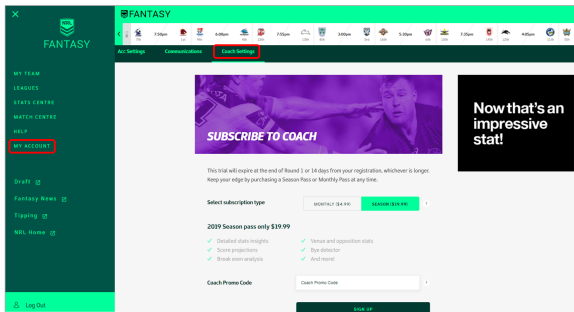 NRL
FANTASY
MY TEAM
LEAGUES
STATS CENTRE
MATCH CENTRE
HELP
MY ACCOUNT
Draft
Fantasy News
Tipping
NRL Home
Log Out
FANTASY
7:50pm
6:00pm
7:55pm
3:00pm
5:30pm
7:35pm
4:05pm
Acc Settings Communications Coach Settings
SUBSCRIBE TO COACH
Now that's an
impressive
stat!
This trial will expire at the end of Round 1 or 14 days from your registration, whichever is longer.
Keep your edge by purchasing a Season Pass or Monthly Pass at any time.
Select subscription type MONTHLY ($4.99) SEASON ($19.99)
2019 Season pass only $19.99
Detailed stats insights Venue and opposition stats
Score projections Bye detector
Break even analysis And more!
Coach Promo Code Coach Promo Code
SIGN UP